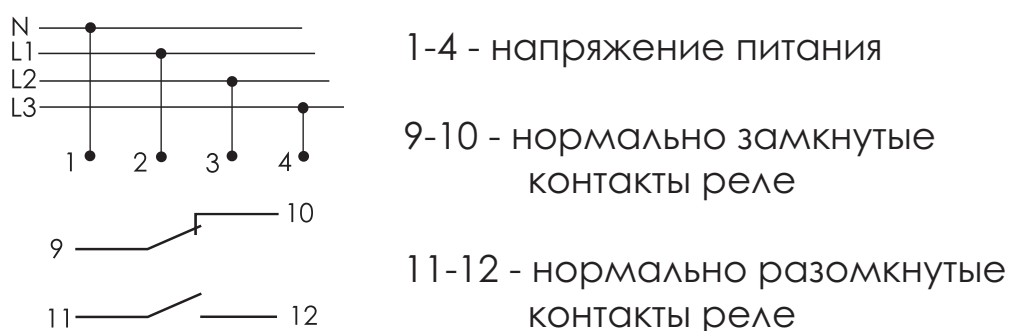 N
L1
L2
L3
1 2 3 4
9 10
11 12
1-4 - напряжение питания
9-10 - нормально замкнутые
контакты реле
11-12 - нормально разомкнутые
контакты реле